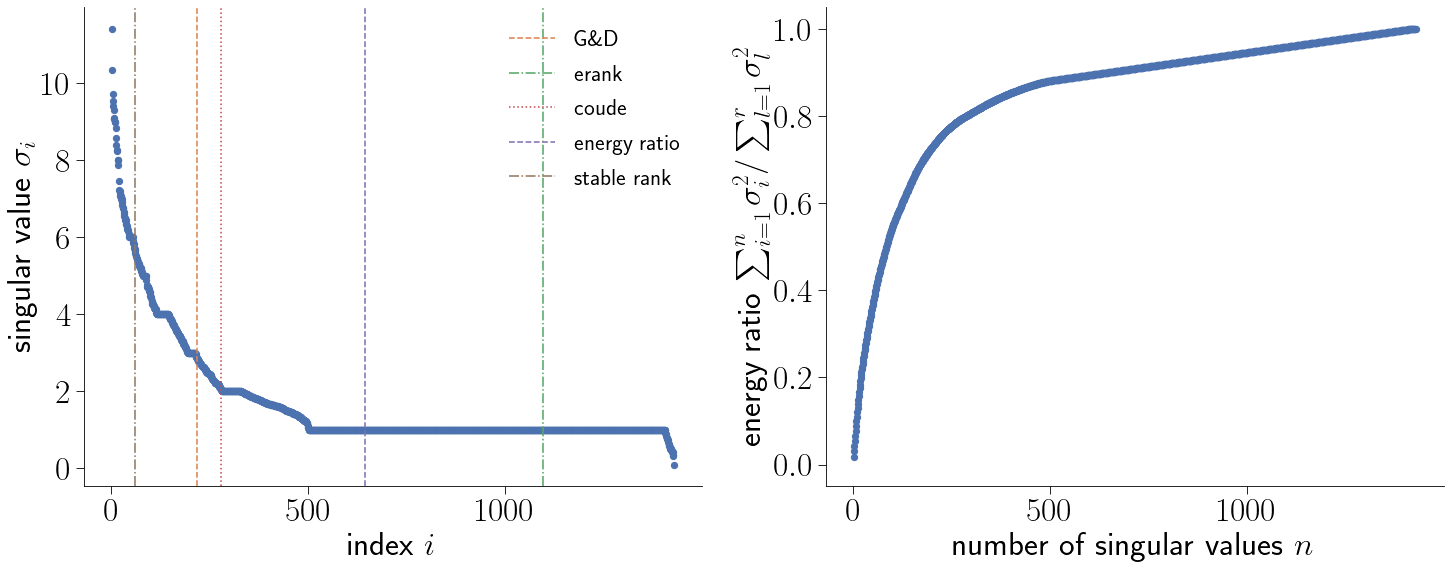 singular value σ_i
10
8
6
4
2
0
0
500
1000
index i
G&D
erank
coude
energy ratio
stable rank
energy ratio ∑_{i=1}^{n} σ_i^2 / ∑_{l=1}^{r} σ_l^2
1.0
0.8
0.6
0.4
0.2
0.0
0
500
1000
number of singular values n